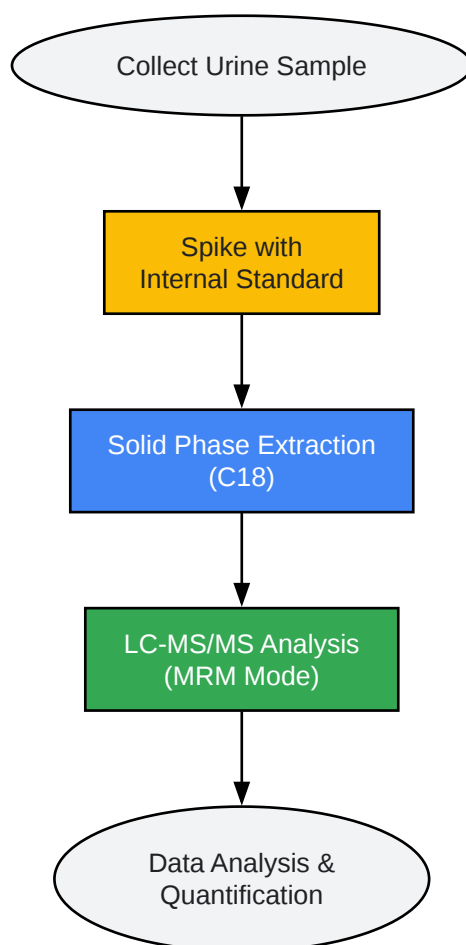 Collect Urine Sample
Spike with
Internal Standard
Solid Phase Extraction
(C18)
LC-MS/MS Analysis
(MRM Mode)
Data Analysis &
Quantification